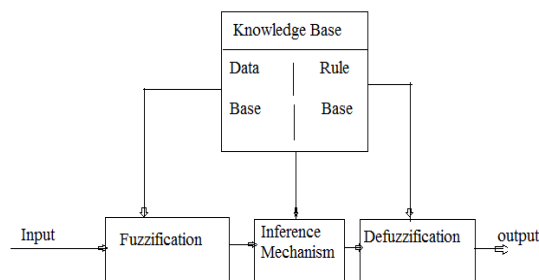 Knowledge Base
Data Rule
Base Base
Input
Fuzzification
Inference
Mechanism
Defuzzification
output